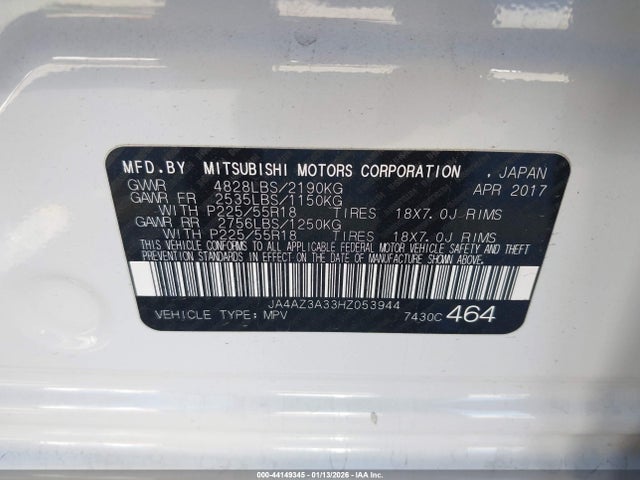 MFD.BY MITSUBISHI MOTORS CORPORATION . JAPAN
GVWR 4828LBS/2190KG APR 2017
GAWR FR 2535LBS/1150KG
WITH P225/55R18 TIRES 18X7.0J RIMS
GAWR RR 2756LBS/1250KG
WITH P225/55R18 TIRES 18X7.0J RIMS
THIS VEHICLE CONFORMS TO ALL APPLICABLE FEDERAL MOTOR VEHICLE SAFETY AND THEFT
PREVENTION STANDARDS IN EFFECT ON THE DATE OF MANUFACTURE SHOWN ABOVE.
JA4AZ3A33HZ053944
VEHICLE TYPE: MPV 7430C 464
000-44149345 - 01/13/2026 - IAABU